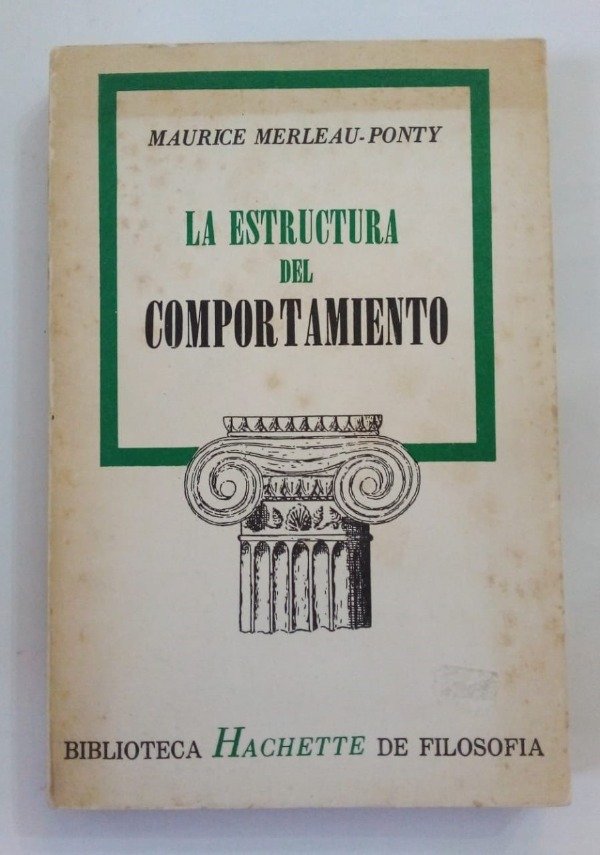 MAURICE MERLEAU-PONTY
LA ESTRUCTURA
DEL
COMPORTAMIENTO
BIBLIOTECA HACHETTE DE FILOSOFIA